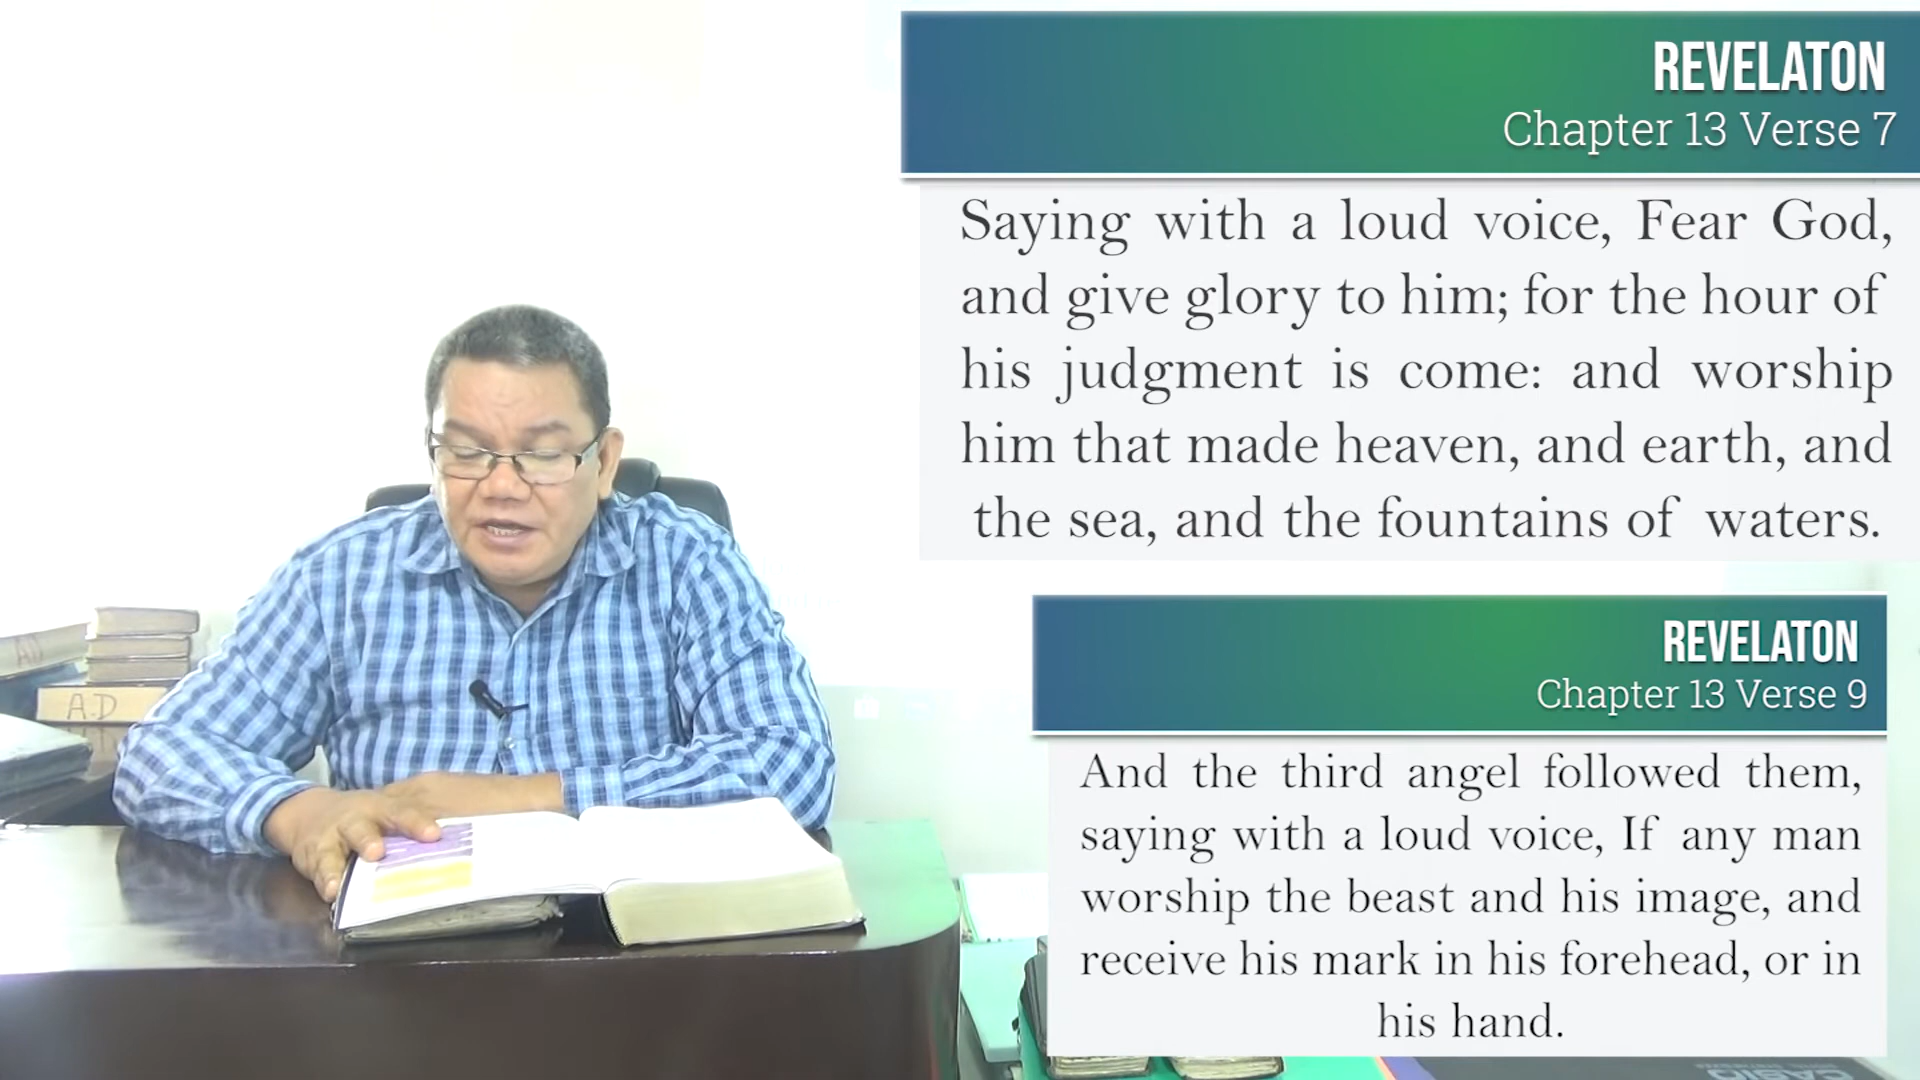 REVELATON
Chapter 13 Verse 7
Saying with a loud voice, Fear God,
and give glory to him; for the hour of
his judgment is come: and worship
him that made heaven, and earth, and
the sea, and the fountains of waters.
REVELATON
Chapter 13 Verse 9
And the third angel followed them,
saying with a loud voice, If any man
worship the beast and his image, and
receive his mark in his forehead, or in
his hand.
AD
A.D
CASIO